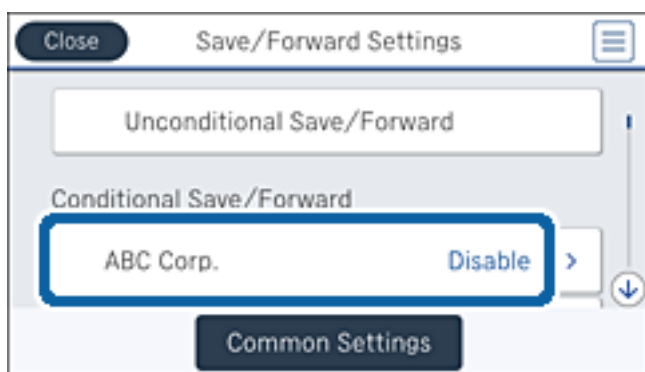 Close Save/Forward Settings
Unconditional Save/Forward
Conditional Save/Forward
ABC Corp. Disable >
Common Settings